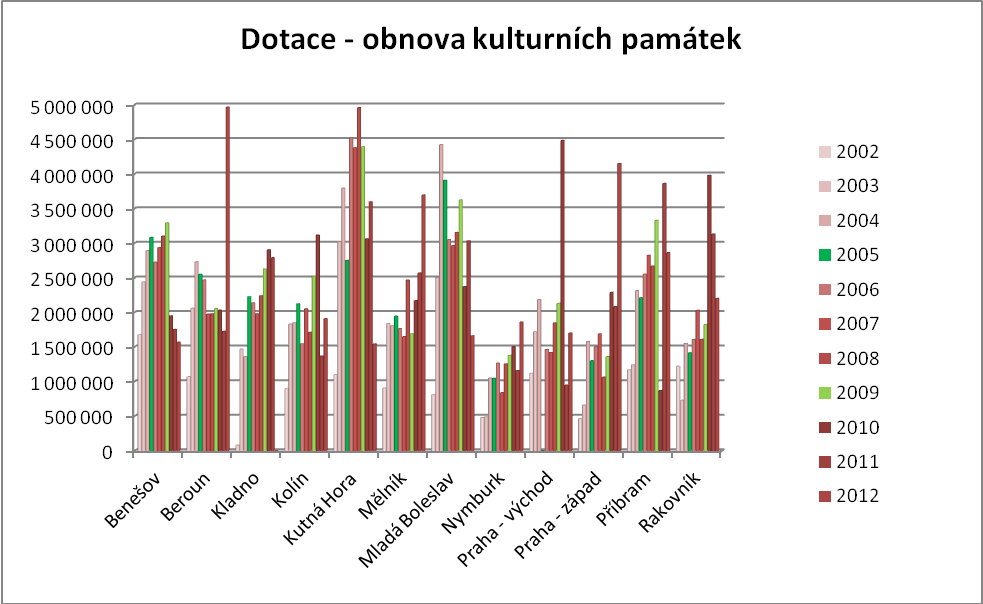 Dotace - obnova kulturních památek
5 000 000
4 500 000
4 000 000
3 500 000
3 000 000
2 500 000
2 000 000
1 500 000
1 000 000
500 000
0
Benešov
Beroun
Kladno
Kolín
Kutná Hora
Mělník
Mladá Boleslav
Nymburk
Praha - východ
Praha - západ
Příbram
Rakovník
2002
2003
2004
2005
2006
2007
2008
2009
2010
2011
2012